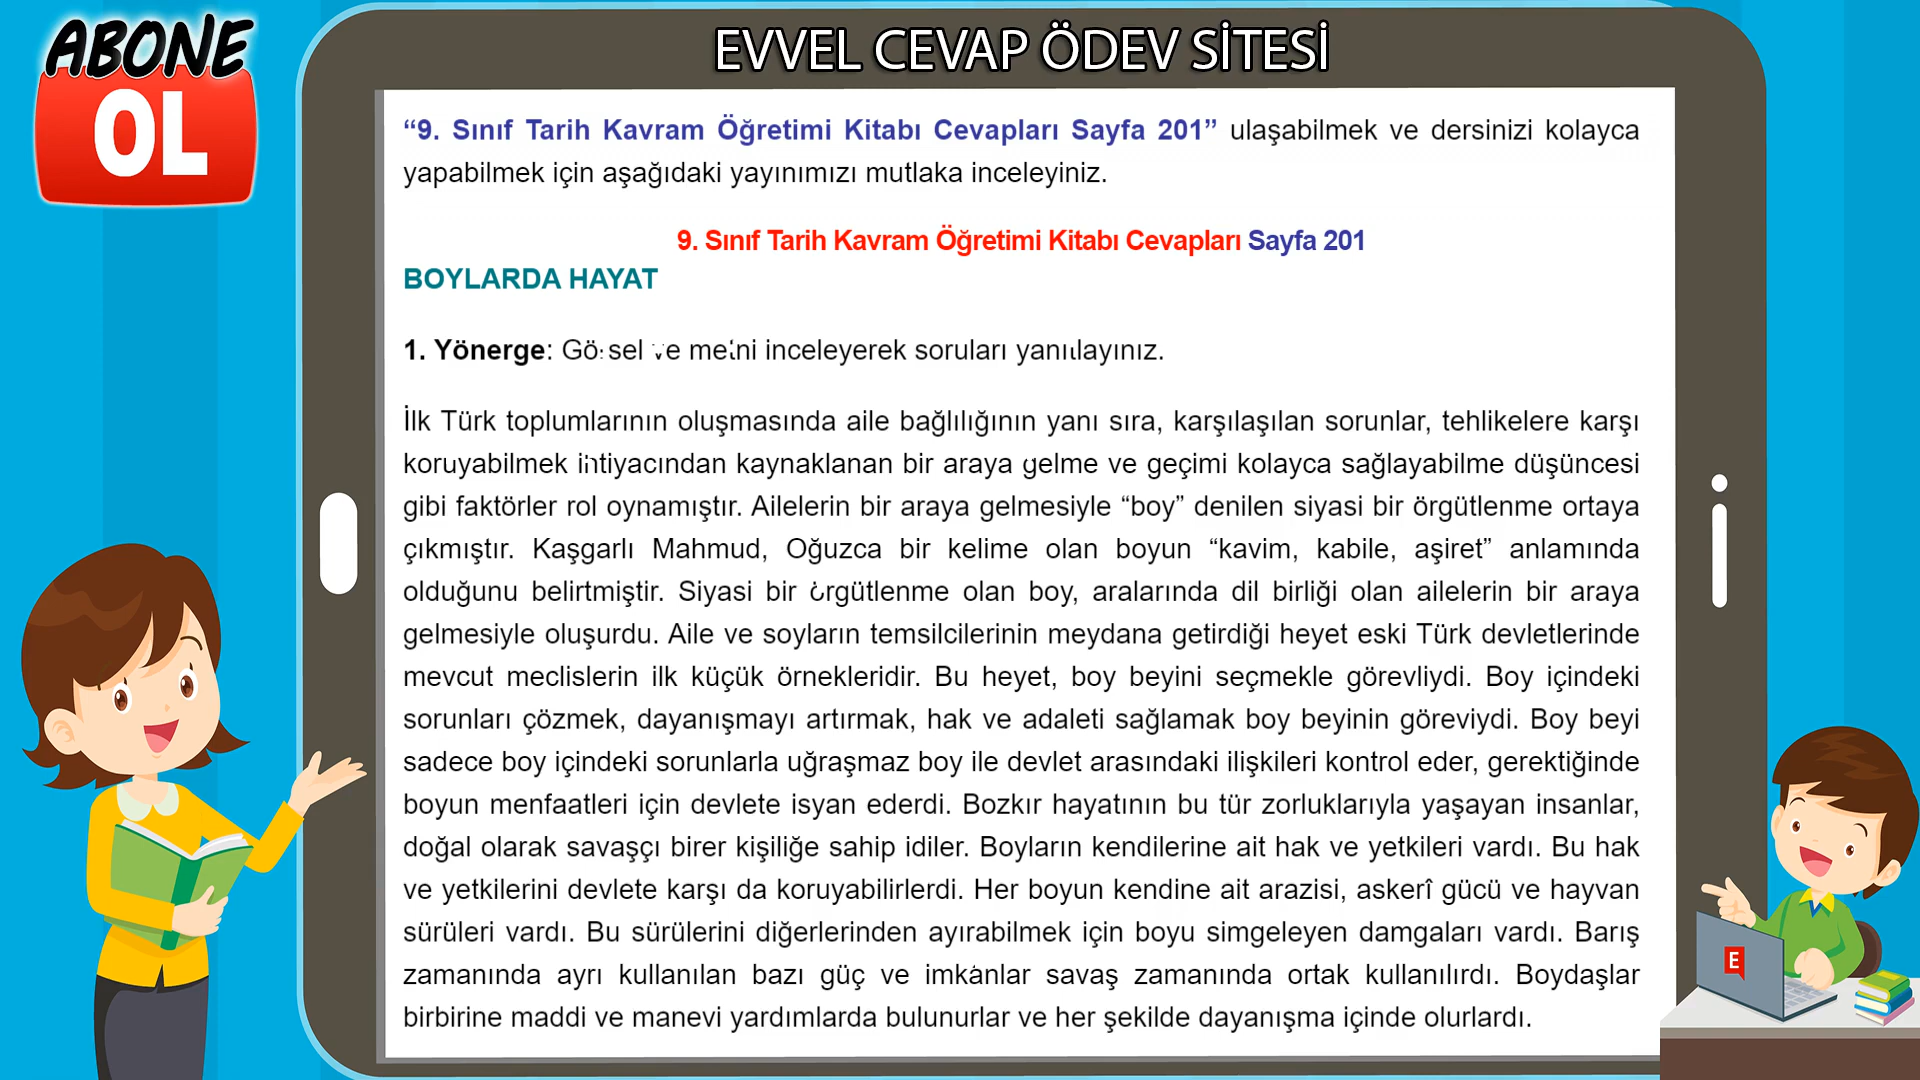 ABONE
OL
EVVEL CEVAP ÖDEV SİTESİ
“9. Sınıf Tarih Kavram Öğretimi Kitabı Cevapları Sayfa 201” ulaşabilmek ve dersinizi kolayca
yapabilmek için aşağıdaki yayınımızı mutlaka inceleyiniz.
9. Sınıf Tarih Kavram Öğretimi Kitabı Cevapları Sayfa 201
BOYLARDA HAYAT
1. Yönerge: Görsel ve metni inceleyerek soruları yanıtlayınız.
İlk Türk toplumlarının oluşmasında aile bağlılığının yanı sıra, karşılaşılan sorunlar, tehlikelere karşı
koruyabilmek ihtiyacından kaynaklanan bir araya gelme ve geçimi kolayca sağlayabilme düşüncesi
gibi faktörler rol oynamıştır. Ailelerin bir araya gelmesiyle “boy” denilen siyasi bir örgütlenme ortaya
çıkmıştır. Kaşgarlı Mahmud, Oğuzca bir kelime olan boyun “kavim, kabile, aşiret” anlamında
olduğunu belirtmiştir. Siyasi bir örgütlenme olan boy, aralarında dil birliği olan ailelerin bir araya
gelmesiyle oluşurdu. Aile ve soyların temsilcilerinin meydana getirdiği heyet eski Türk devletlerinde
mevcut meclislerin ilk küçük örnekleridir. Bu heyet, boy beyini seçmekle görevliydi. Boy içindeki
sorunları çözmek, dayanışmayı artırmak, hak ve adaleti sağlamak boy beyinin göreviydi. Boy beyi
sadece boy içindeki sorunlarla uğraşmaz boy ile devlet arasındaki ilişkileri kontrol eder, gerektiğinde
boyun menfaatleri için devlete isyan ederdi. Bozkır hayatının bu tür zorluklarıyla yaşayan insanlar,
doğal olarak savaşçı birer kişiliğe sahip idiler. Boyların kendilerine ait hak ve yetkileri vardı. Bu hak
ve yetkilerini devlete karşı da koruyabilirlerdi. Her boyun kendine ait arazisi, askerî gücü ve hayvan
sürüleri vardı. Bu sürülerini diğerlerinden ayırabilmek için boyu simgeleyen damgaları vardı. Barış
zamanında ayrı kullanılan bazı güç ve imkânlar savaş zamanında ortak kullanılırdı. Boydaşlar
birbirine maddi ve manevi yardımlarda bulunurlar ve her şekilde dayanışma içinde olurlardı.
E